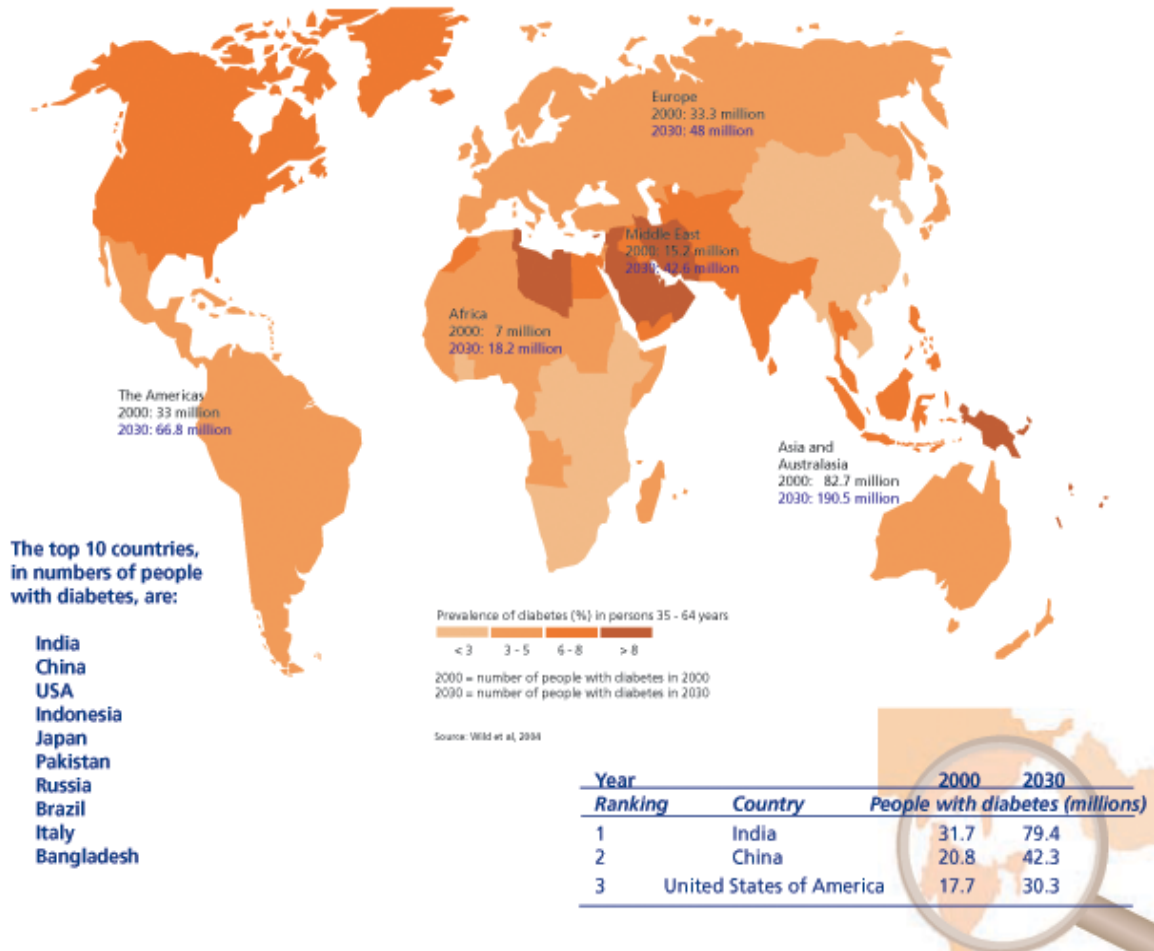 Europe
2000: 33.3 million
2030: 48 million
Middle East
2000: 15.2 million
2030: 42.6 million
Africa
2000: 7 million
2030: 18.2 million
The Americas
2000: 33 million
2030: 66.8 million
Asia and
Australasia
2000: 82.7 million
2030: 190.5 million
The top 10 countries,
in numbers of people
with diabetes, are:
India
China
USA
Indonesia
Japan
Pakistan
Russia
Brazil
Italy
Bangladesh
Prevalence of diabetes (%) in persons 35 - 64 years
< 3 3 - 5 6 - 8 > 8
2000 = number of people with diabetes in 2000
2030 = number of people with diabetes in 2030
Source: Wild et al, 2004
Year 2000 2030
Ranking Country People with diabetes (millions)
1 India 31.7 79.4
2 China 20.8 42.3
3 United States of America 17.7 30.3